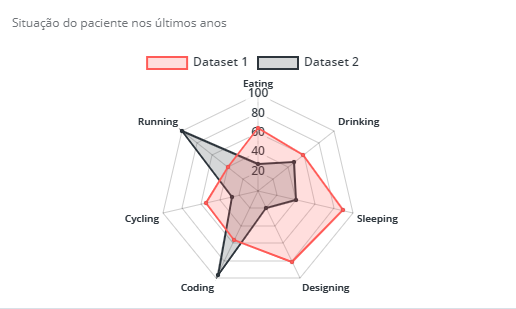 Situação do paciente nos últimos anos
Dataset 1 Dataset 2
Eating
100
80
60
40
20
Running
Drinking
Cycling
Sleeping
Coding
Designing